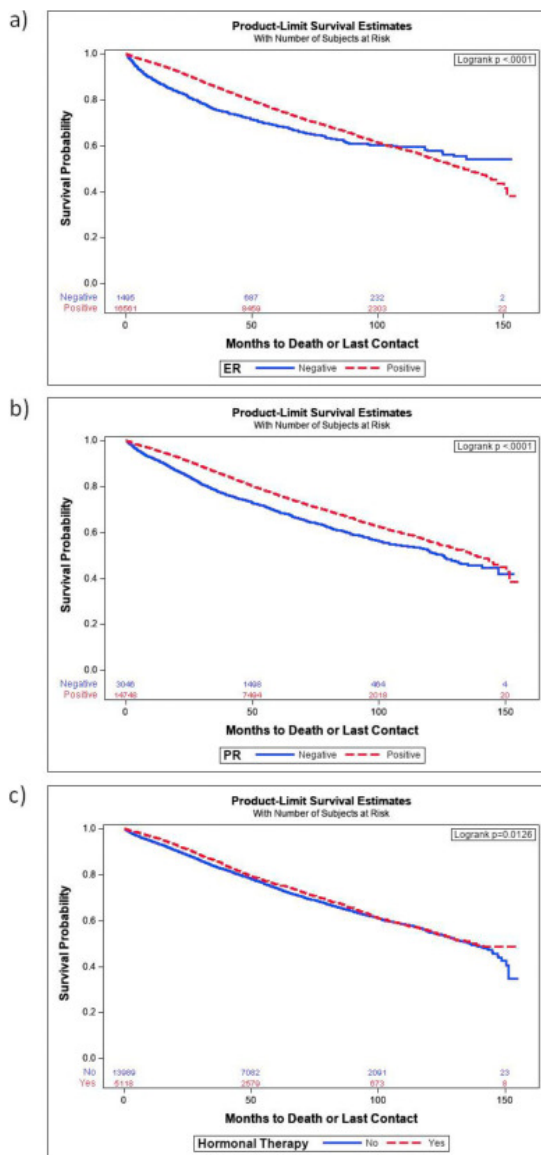 a)
Product-Limit Survival Estimates
With Number of Subjects at Risk
Logrank p <.0001
1.0
0.8
0.6
0.4
0.2
0.0
Survival Probability
Negative 1495 687 232 2
Positive 16561 8459 2303 22
0 50 100 150
Months to Death or Last Contact
ER Negative Positive
b)
Product-Limit Survival Estimates
With Number of Subjects at Risk
Logrank p <.0001
1.0
0.8
0.6
0.4
0.2
0.0
Survival Probability
Negative 3046 1498 464 4
Positive 14748 7494 2018 20
0 50 100 150
Months to Death or Last Contact
PR Negative Positive
c)
Product-Limit Survival Estimates
With Number of Subjects at Risk
Logrank p=0.0126
1.0
0.8
0.6
0.4
0.2
0.0
Survival Probability
No 13989 7082 2091 23
Yes 5118 2579 673 8
0 50 100 150
Months to Death or Last Contact
Hormonal Therapy No Yes